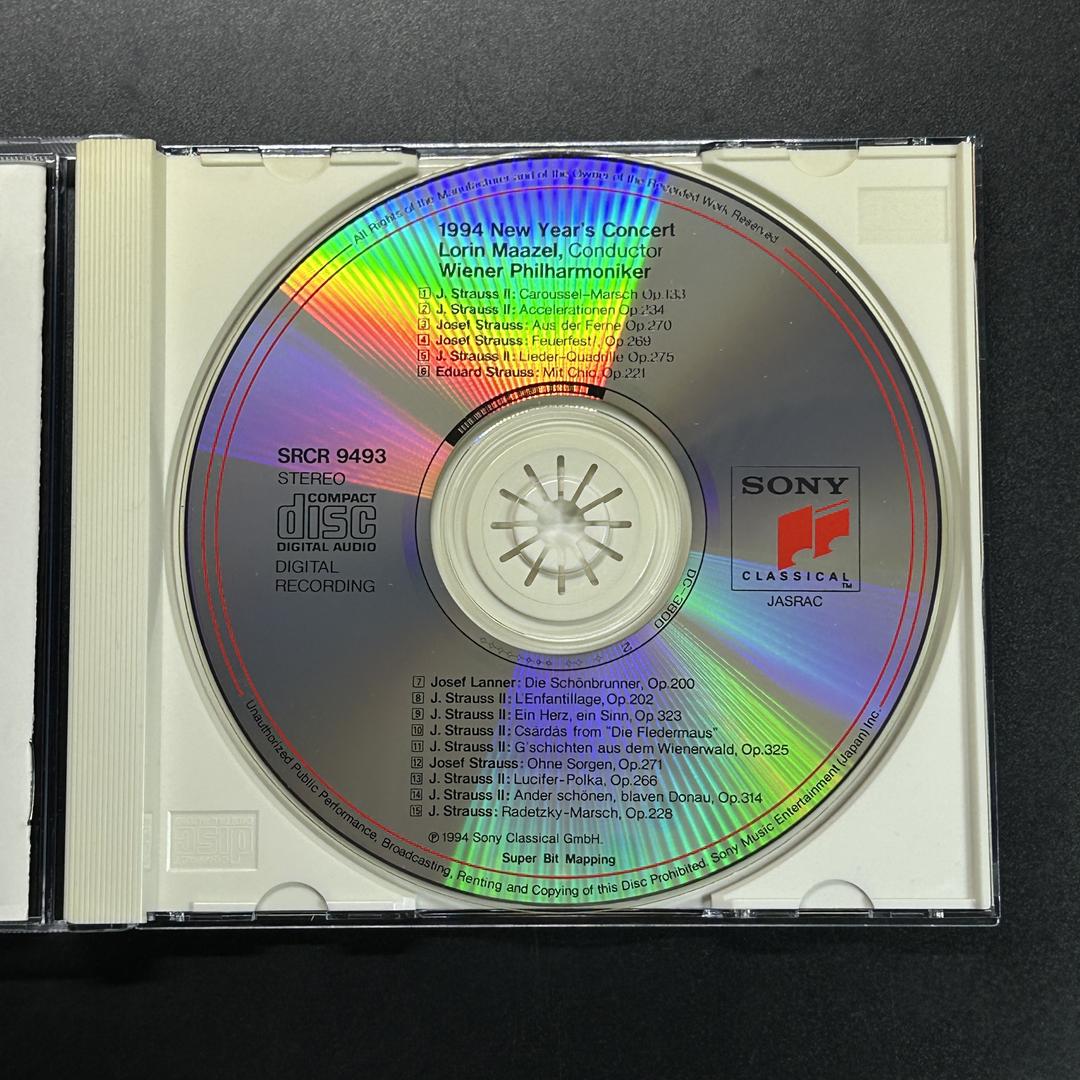 All Rights of the Manufacturer and of the Owner of the Recorded Work Reserved
1994 New Year's Concert
Lorin Maazel, Conductor
Wiener Philharmoniker
1 J. Strauss II: Caroussel-Marsch Op.133
2 J. Strauss II: Accelerationen Op.234
3 Josef Strauss: Aus der Ferne Op.270
4 Josef Strauss: Feuerfest!, Op.269
5 J. Strauss II: Lieder-Quadrille Op.275
6 Eduard Strauss: Mit Chic, Op.221
SRCR 9493
STEREO
COMPACT
disc
DIGITAL AUDIO
DIGITAL
RECORDING
SONY
CLASSICAL TM
JASRAC
DC-3800
2
7 Josef Lanner: Die Schönbrunner, Op.200
8 J. Strauss II: L'Enfantillage, Op.202
9 J. Strauss II: Ein Herz, ein Sinn, Op 323
10 J. Strauss II: Csárdás from "Die Fledermaus"
11 J. Strauss II: G'schichten aus dem Wienerwald, Op.325
12 Josef Strauss: Ohne Sorgen, Op.271
13 J. Strauss II: Lucifer-Polka, Op.266
14 J. Strauss II: Ander schönen, blaven Donau, Op.314
15 J. Strauss: Radetzky-Marsch, Op.228
℗ 1994 Sony Classical GmbH.
Super Bit Mapping
Unauthorized Public Performance, Broadcasting, Renting and Copying of this Disc Prohibited. Sony Music Entertainment (Japan) Inc.